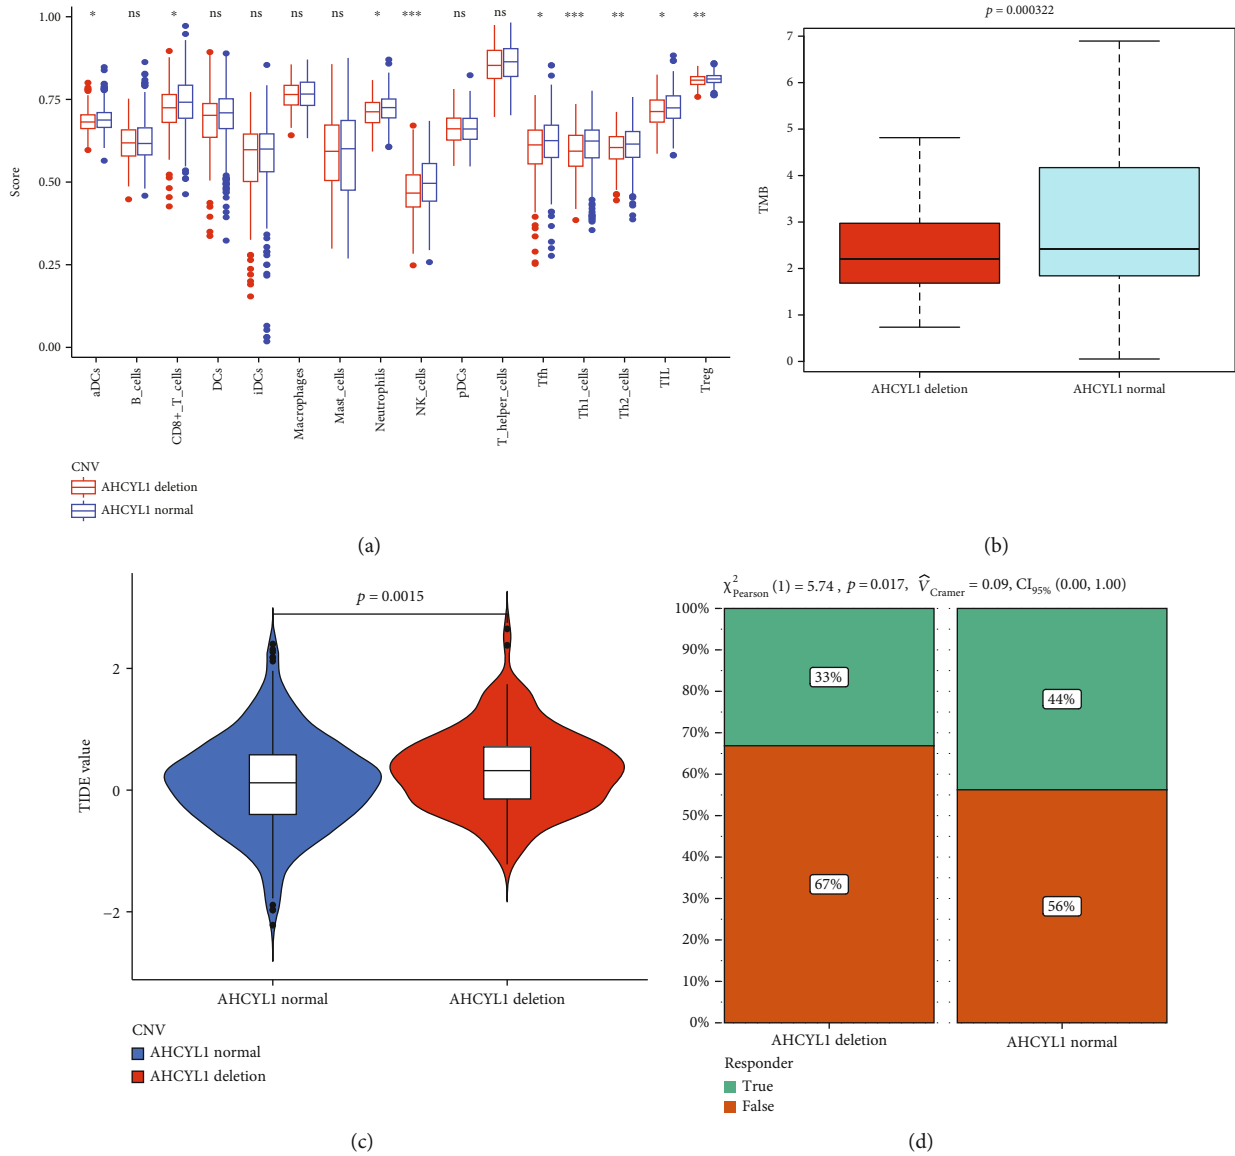 * ns * ns ns ns ns * *** ns ns * *** ** * **
1.00
0.75
0.50
0.25
0.00
Score
aDCs
B_cells
CD8+_T_cells
DCs
iDCs
Macrophages
Mast_cells
Neutrophils
NK_cells
pDCs
T_helper_cells
Tfh
Th1_cells
Th2_cells
TIL
Treg
CNV
AHCYL1 deletion
AHCYL1 normal
(a)
p = 0.000322
7
6
5
4
3
2
1
0
TMB
AHCYL1 deletion
AHCYL1 normal
(b)
p = 0.0015
2
0
−2
TIDE value
AHCYL1 normal
AHCYL1 deletion
CNV
AHCYL1 normal
AHCYL1 deletion
(c)
χ²Pearson (1) = 5.74 , p = 0.017, V̂Cramer = 0.09, CI95% (0.00, 1.00)
100%
90%
80%
70%
60%
50%
40%
30%
20%
10%
0%
33%
67%
44%
56%
AHCYL1 deletion
AHCYL1 normal
Responder
True
False
(d)